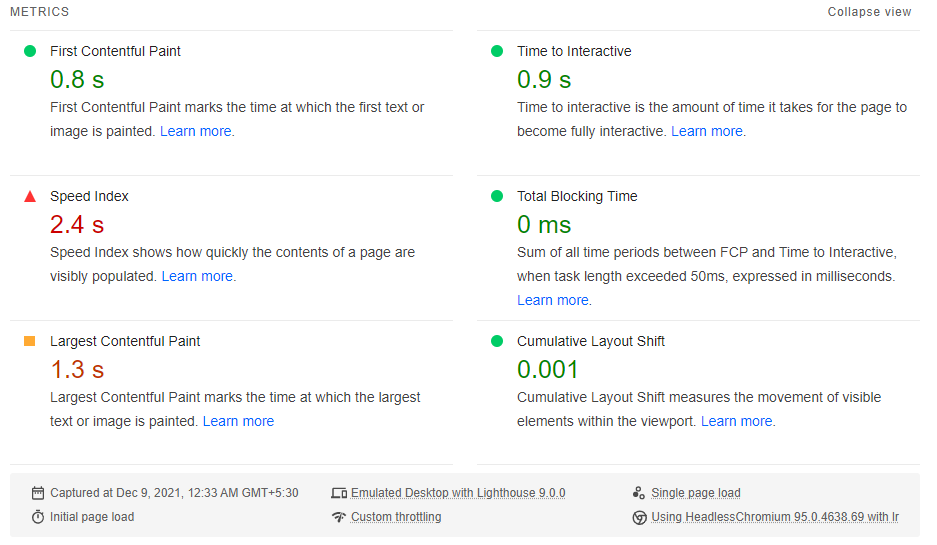 METRICS
Collapse view
First Contentful Paint
0.8 s
First Contentful Paint marks the time at which the first text or
image is painted. Learn more.
Time to Interactive
0.9 s
Time to interactive is the amount of time it takes for the page to
become fully interactive. Learn more.
Speed Index
2.4 s
Speed Index shows how quickly the contents of a page are
visibly populated. Learn more.
Total Blocking Time
0 ms
Sum of all time periods between FCP and Time to Interactive,
when task length exceeded 50ms, expressed in milliseconds.
Learn more.
Largest Contentful Paint
1.3 s
Largest Contentful Paint marks the time at which the largest
text or image is painted. Learn more
Cumulative Layout Shift
0.001
Cumulative Layout Shift measures the movement of visible
elements within the viewport. Learn more.
Captured at Dec 9, 2021, 12:33 AM GMT+5:30
Emulated Desktop with Lighthouse 9.0.0
Single page load
Initial page load
Custom throttling
Using HeadlessChromium 95.0.4638.69 with lr